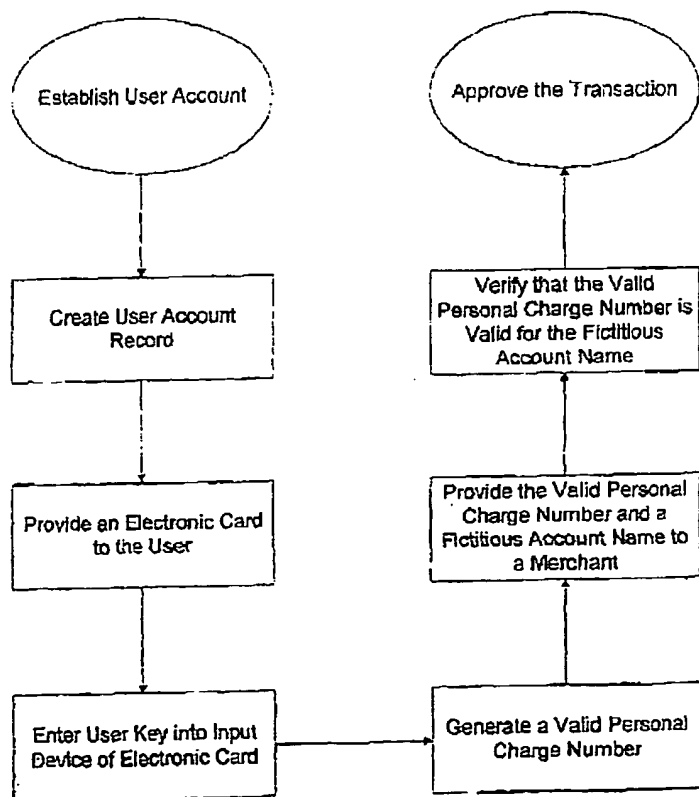 Establish User Account
Create User Account
Record
Provide an Electronic Card
to the User
Enter User Key into Input
Device of Electronic Card
Generate a Valid Personal
Charge Number
Provide the Valid Personal
Charge Number and a
Fictitious Account Name to
a Merchant
Verify that the Valid
Personal Charge Number is
Valid for the Fictitious
Account Name
Approve the Transaction